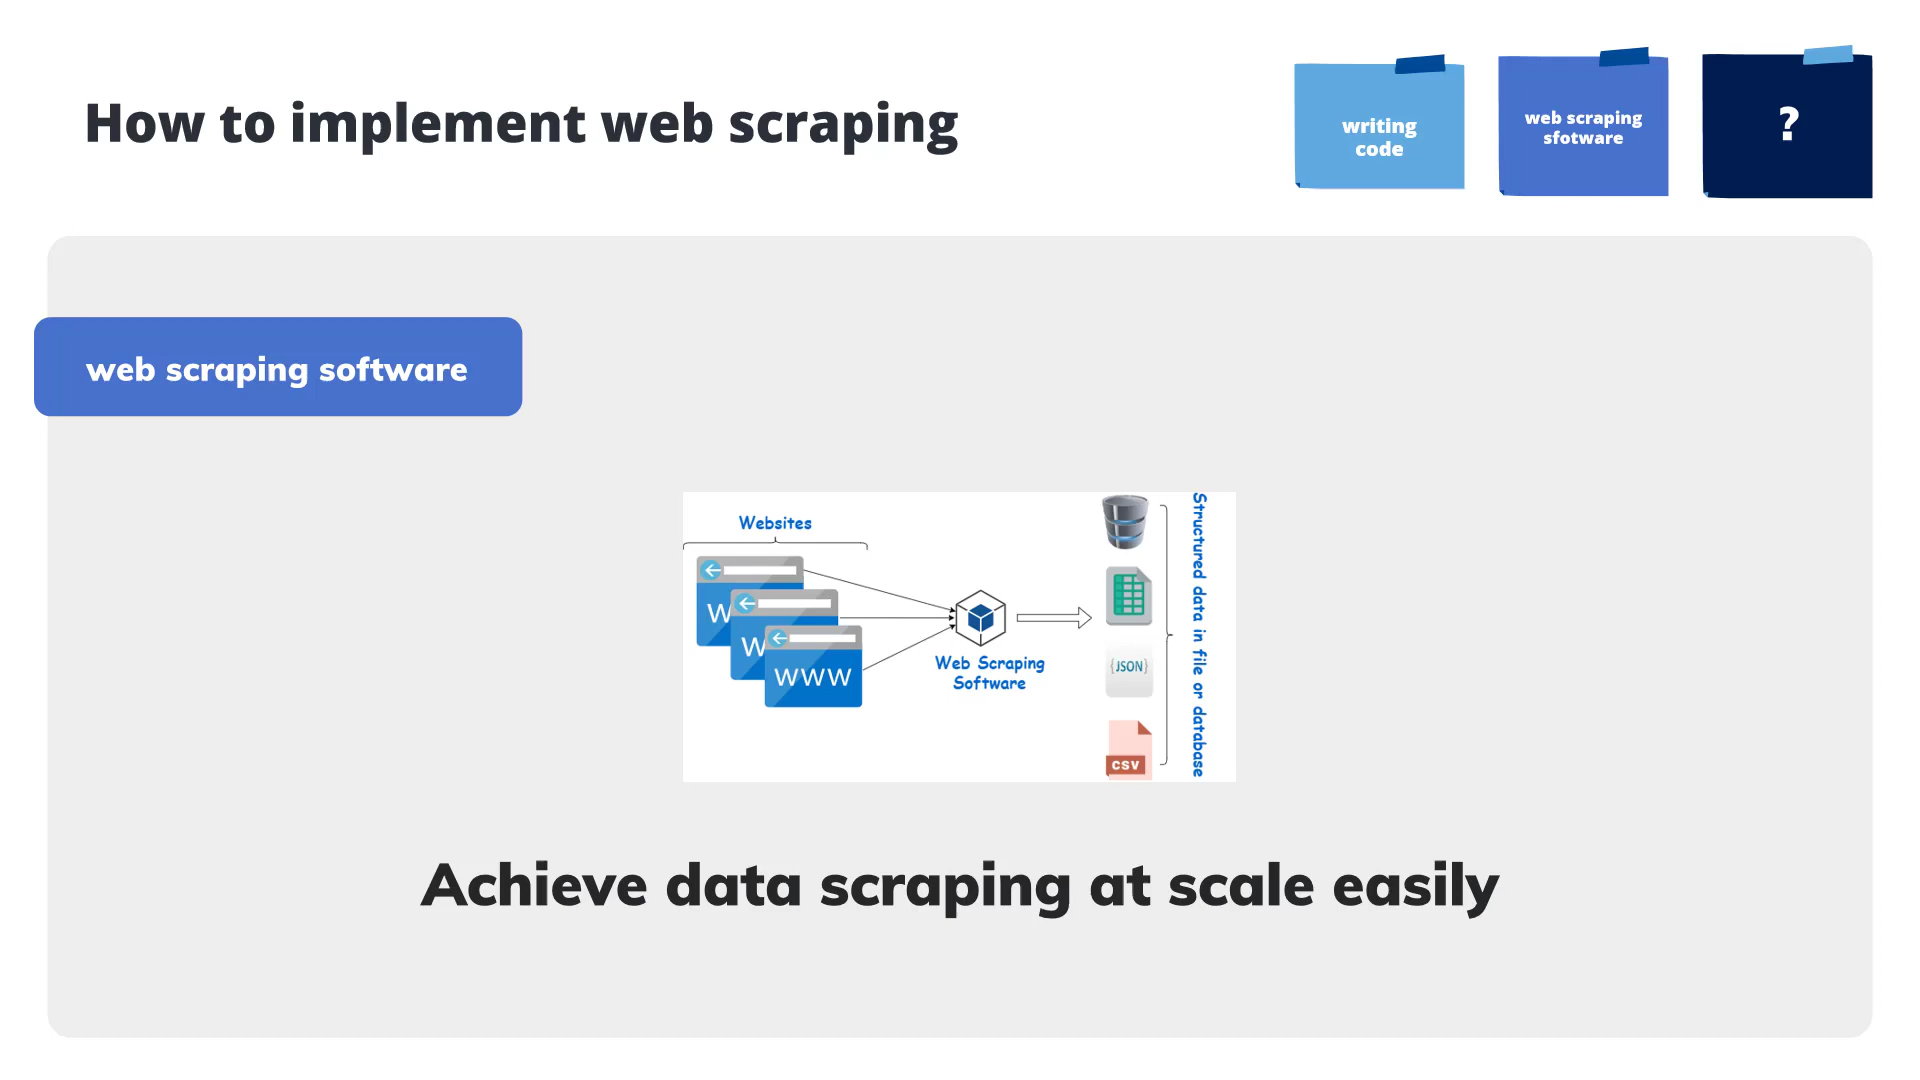 How to implement web scraping
writing
code
web scraping
sfotware
?
web scraping software
Websites
W
W
WWW
Web Scraping
Software
{JSON}
CSV
Structured data in file or database
Achieve data scraping at scale easily